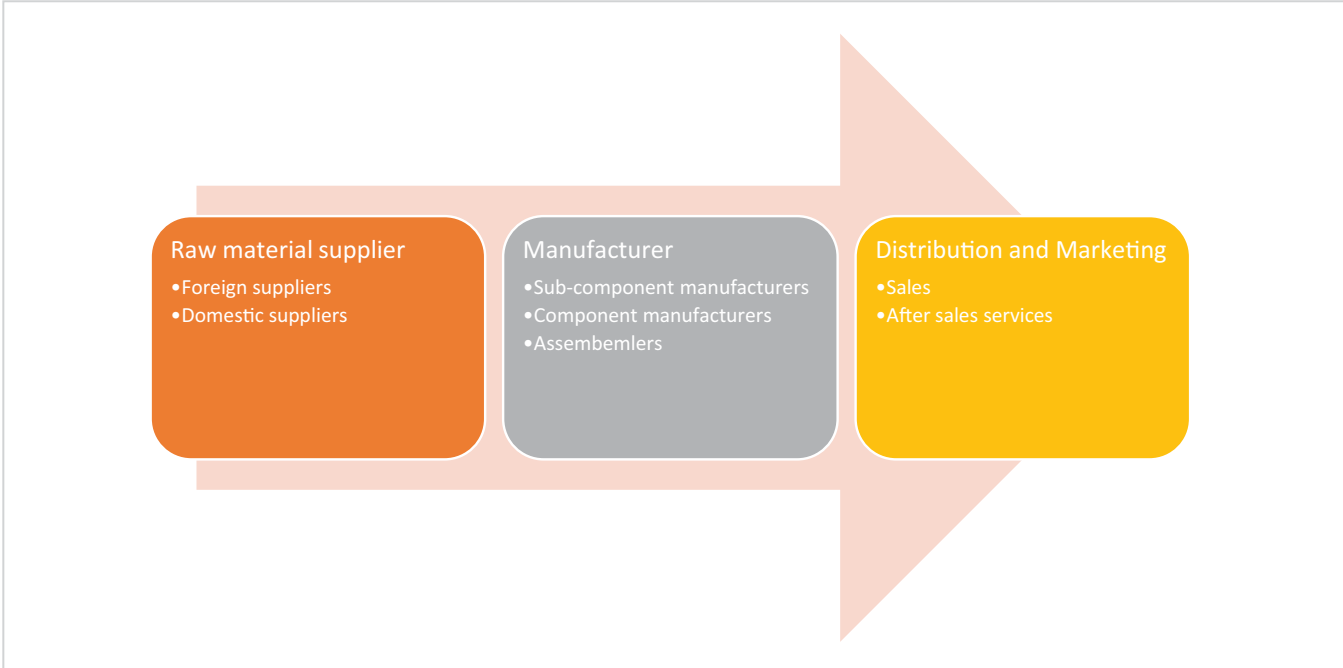 Raw material supplier
•Foreign suppliers
•Domestic suppliers
Manufacturer
•Sub-component manufacturers
•Component manufacturers
•Assembemlers
Distribution and Marketing
•Sales
•After sales services